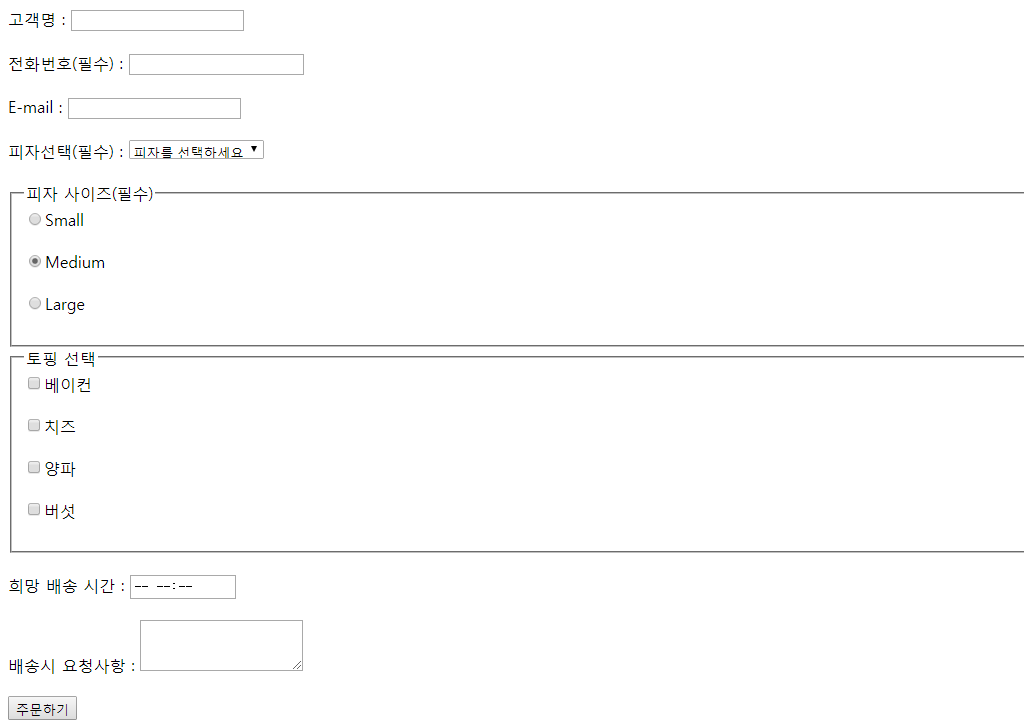 고객명 :
전화번호(필수) :
E-mail :
피자선택(필수) : 피자를 선택하세요
피자 사이즈(필수)
Small
Medium
Large
토핑 선택
베이컨
치즈
양파
버섯
희망 배송 시간 : -- --:--
배송시 요청사항 :
주문하기